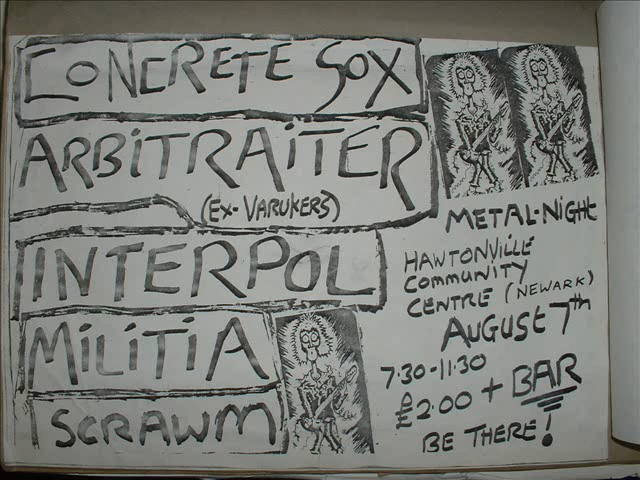 CONCRETE SOX
ARBiTRAiTER
(EX-VARUKERS)
INTERPOL
MiLiTiA
SCRAWM
METAL-NiGHT
HAWTONViLLE
COMMUNITY
CENTRE (NEWARK)
AUGUST 7th
7.30-11.30
£2.00 + BAR
BE THERE!